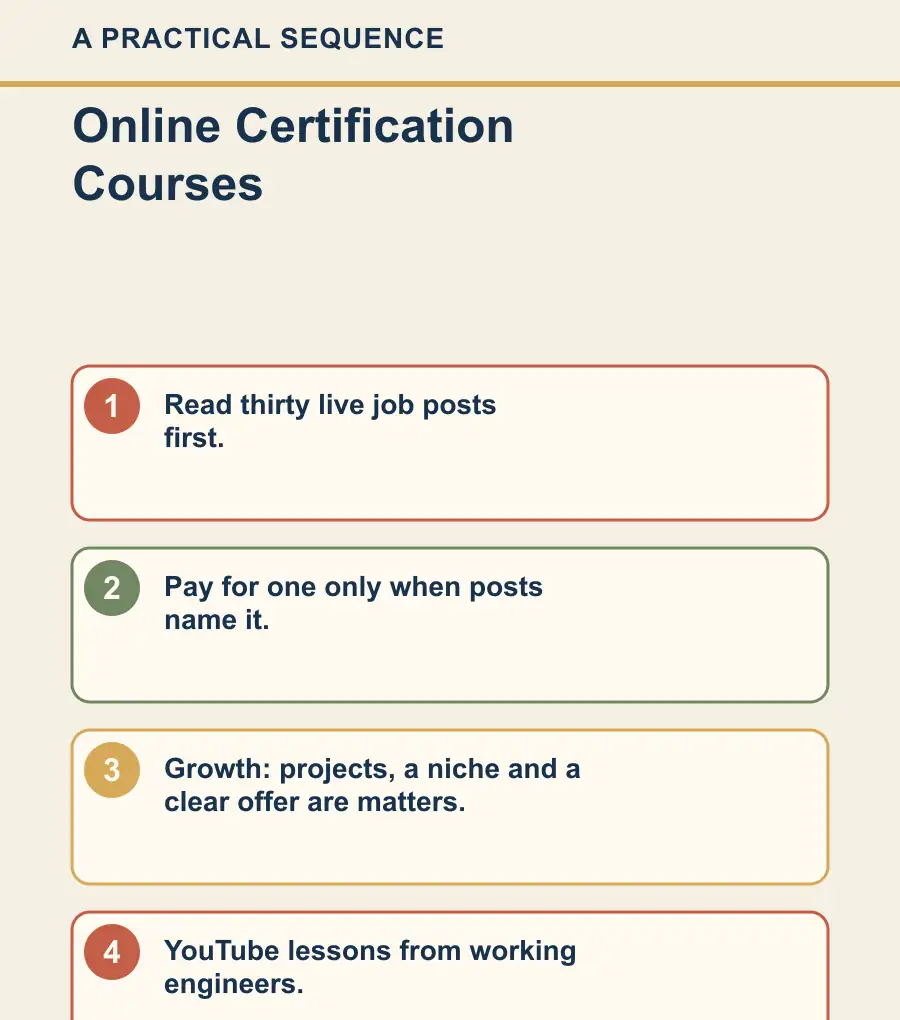 A PRACTICAL SEQUENCE
Online Certification
Courses
1
Read thirty live job posts
first.
2
Pay for one only when posts
name it.
3
Growth: projects, a niche and a
clear offer are matters.
4
YouTube lessons from working
engineers.